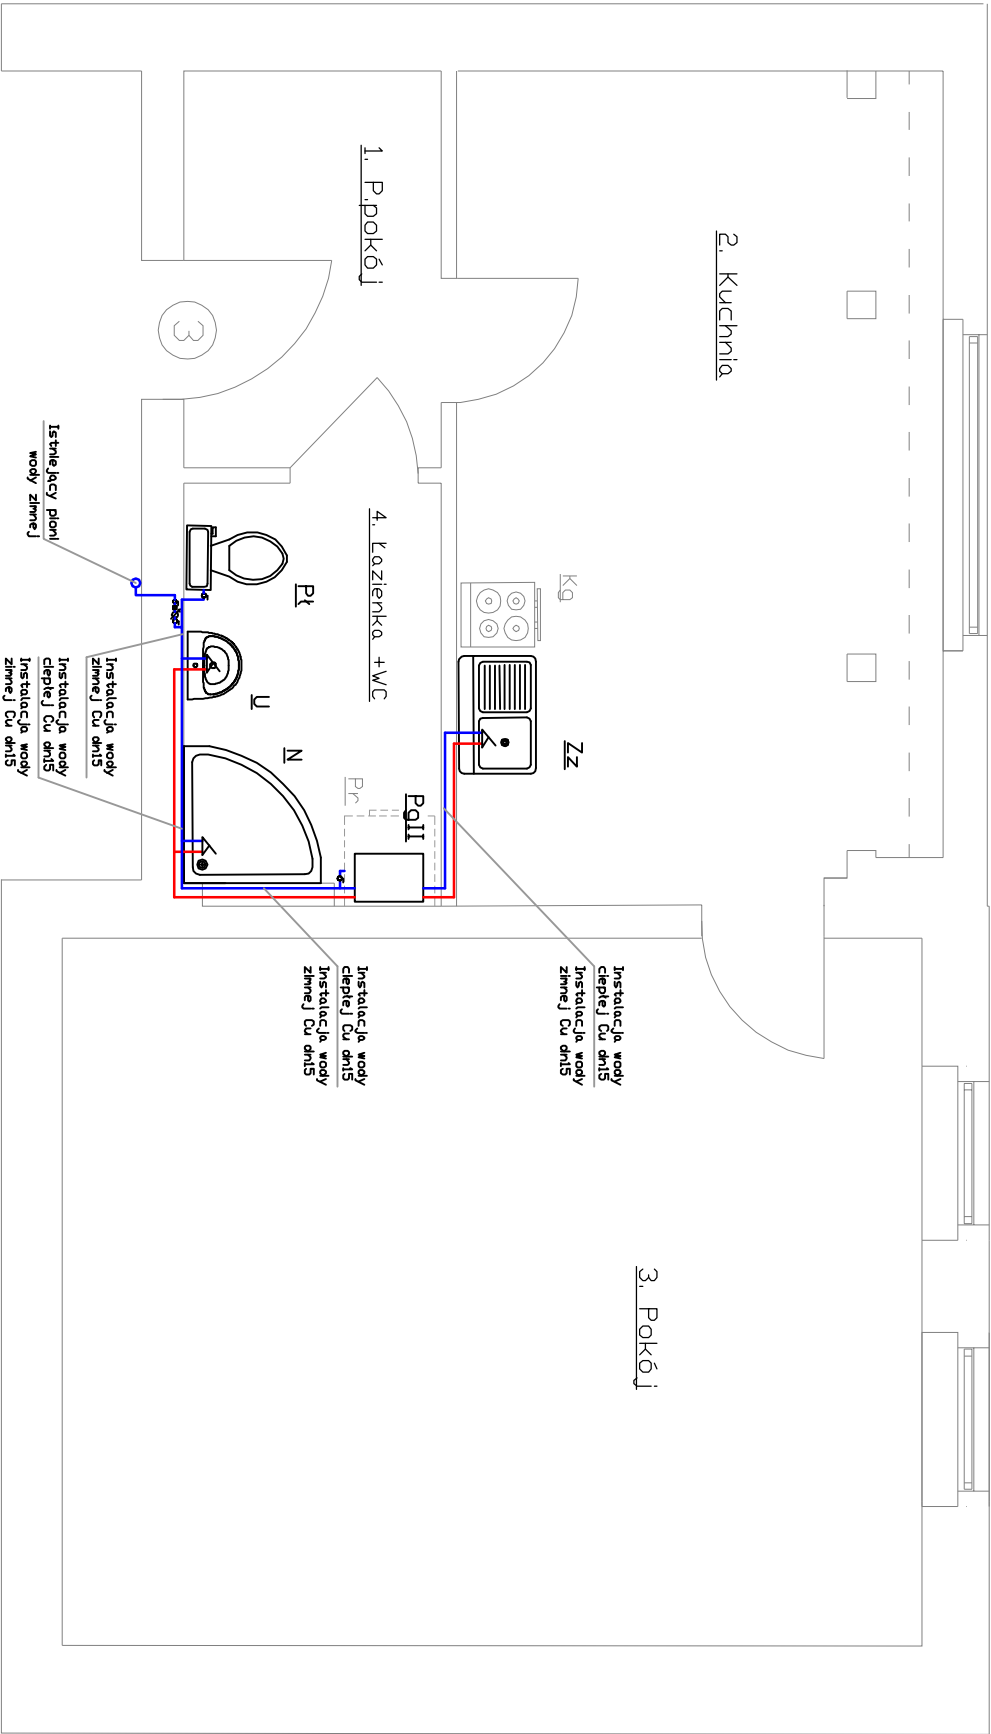 1. P.pokój
2. Kuchnia
3
Istniejący pioni
wody zimnej
4. Łazienka +WC
Kg
Pł
U
N
Zz
Pr
PgII
Instalacja wody
zimnej Cu dn15
Instalacja wody
ciepłej Cu dn15
Instalacja wody
zimnej Cu dn15
Instalacja wody
ciepłej Cu dn15
Instalacja wody
zimnej Cu dn15
Instalacja wody
ciepłej Cu dn15
Instalacja wody
zimnej Cu dn15
3. Pokój